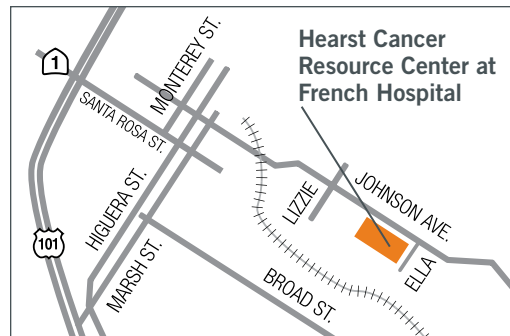 Hearst Cancer
Resource Center at
French Hospital
1
MONTEREY ST.
SANTA ROSA ST.
LIZZIE
JOHNSON AVE.
HIGUERA ST.
101
ELLA
MARSH ST.
BROAD ST.